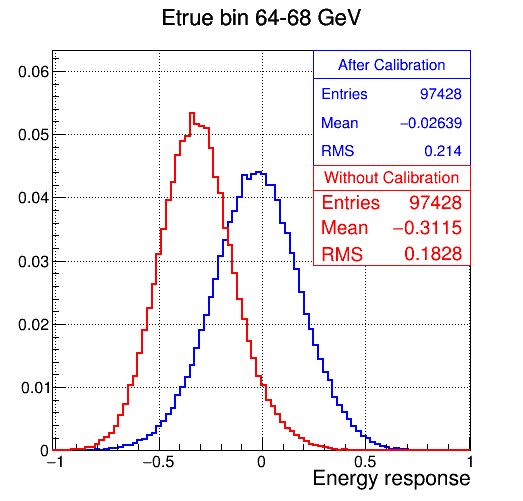 Etrue bin 64-68 GeV
0.06
0.05
0.04
0.03
0.02
0.01
0
After Calibration
Entries 97428
Mean −0.02639
RMS 0.214
Without Calibration
Entries 97428
Mean −0.3115
RMS 0.1828
−1 −0.5 0 0.5 1
Energy response